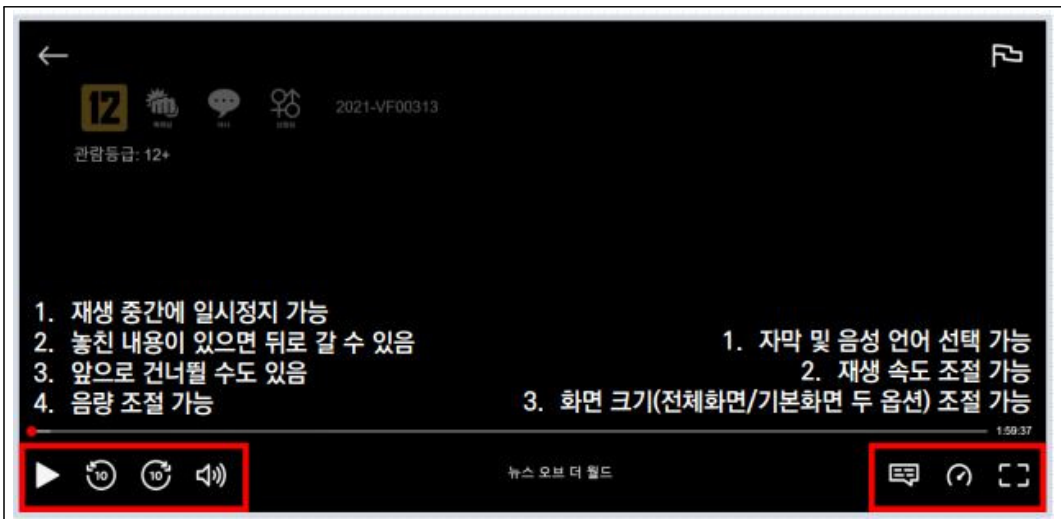 12
2021-VF00313
관람등급: 12+
1. 재생 중간에 일시정지 가능
2. 놓친 내용이 있으면 뒤로 갈 수 있음
3. 앞으로 건너뛸 수도 있음
4. 음량 조절 가능
1. 자막 및 음성 언어 선택 가능
2. 재생 속도 조절 가능
3. 화면 크기(전체화면/기본화면 두 옵션) 조절 가능
1:59:37
10
10
뉴스 오브 더 월드